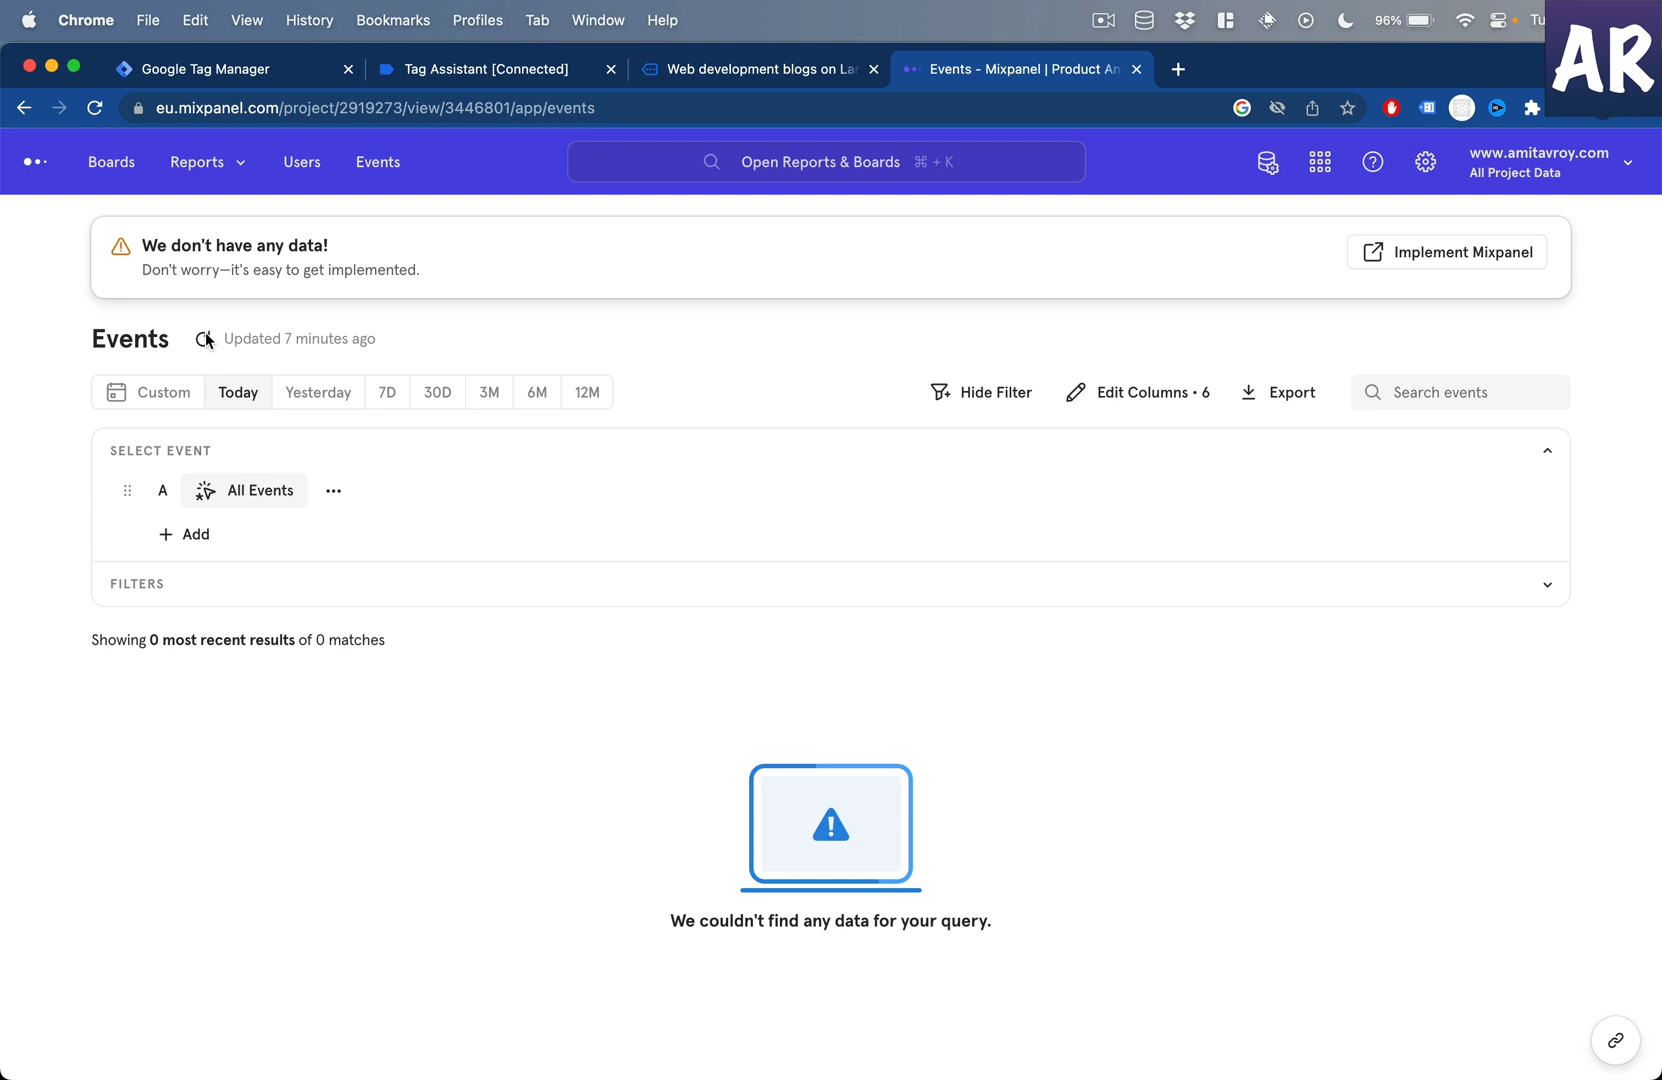 Chrome File Edit View History Bookmarks Profiles Tab Window Help 96% Tu
AR
Google Tag Manager
Tag Assistant [Connected]
Web development blogs on Lar
Events - Mixpanel | Product An
eu.mixpanel.com/project/2919273/view/3446801/app/events
Boards Reports Users Events
Open Reports & Boards ⌘ + K
www.amitavroy.com
All Project Data
We don't have any data!
Don't worry—it's easy to get implemented.
Implement Mixpanel
Events Updated 7 minutes ago
Custom Today Yesterday 7D 30D 3M 6M 12M
Hide Filter Edit Columns • 6 Export Search events
SELECT EVENT
A All Events ...
+ Add
FILTERS
Showing 0 most recent results of 0 matches
We couldn't find any data for your query.